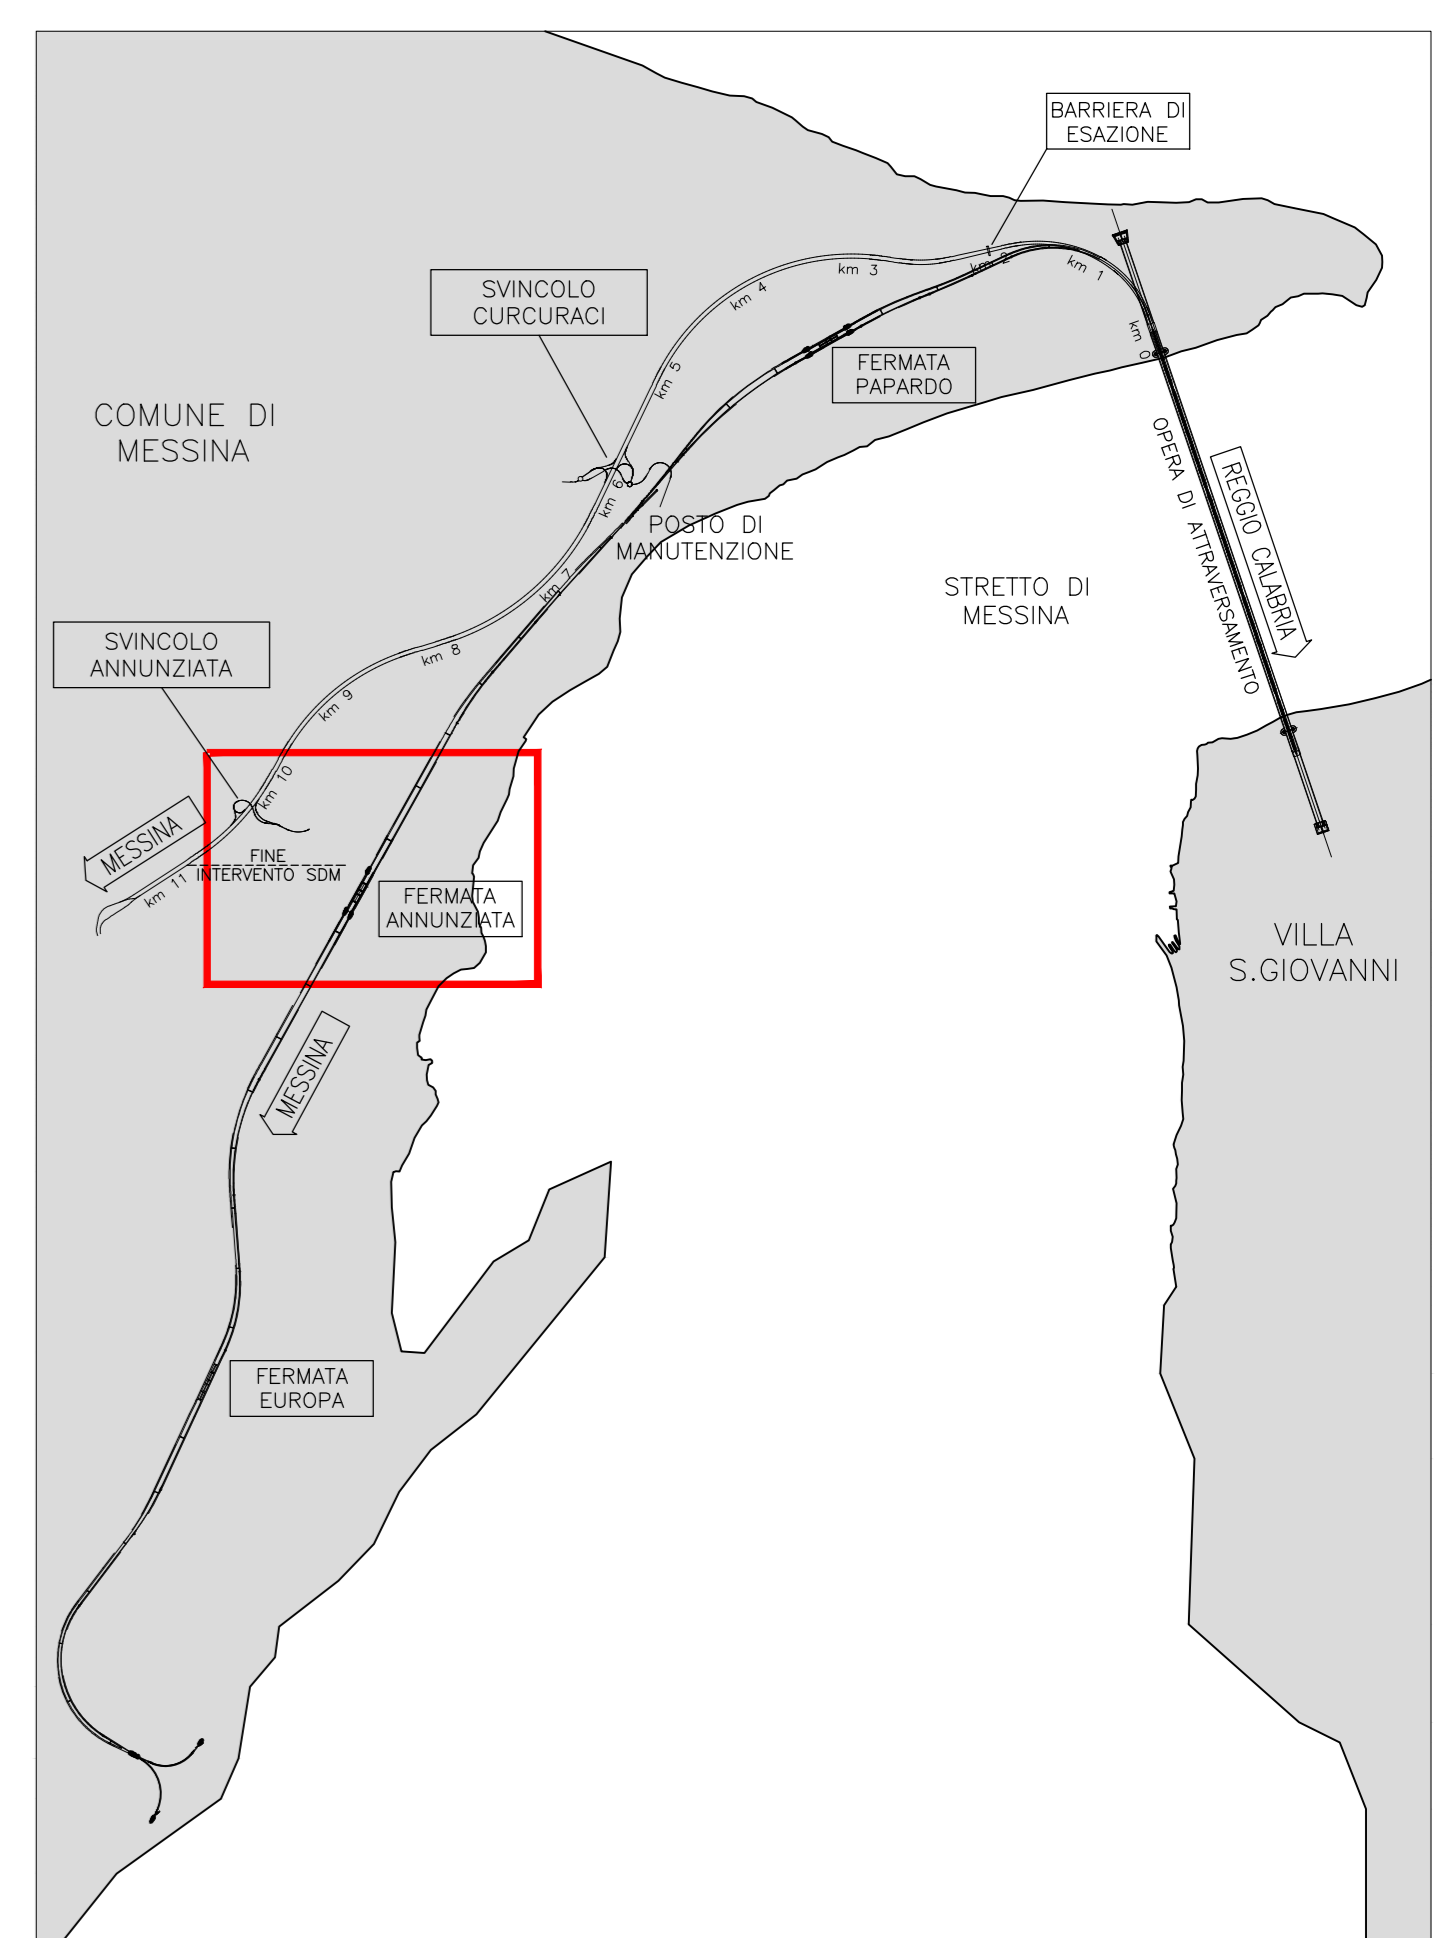 BARRIERA DI
ESAZIONE
km 0
km 1
km 2
km 3
km 4
km 5
km 6
km 7
km 8
km 9
km 10
km 11
SVINCOLO
CURCURACI
FERMATA
PAPARDO
COMUNE DI
MESSINA
OPERA DI ATTRAVERSAMENTO
REGGIO CALABRIA
POSTO DI
MANUTENZIONE
STRETTO DI
MESSINA
SVINCOLO
ANNUNZIATA
MESSINA
FINE
INTERVENTO SDM
FERMATA
ANNUNZIATA
VILLA
S.GIOVANNI
MESSINA
FERMATA
EUROPA